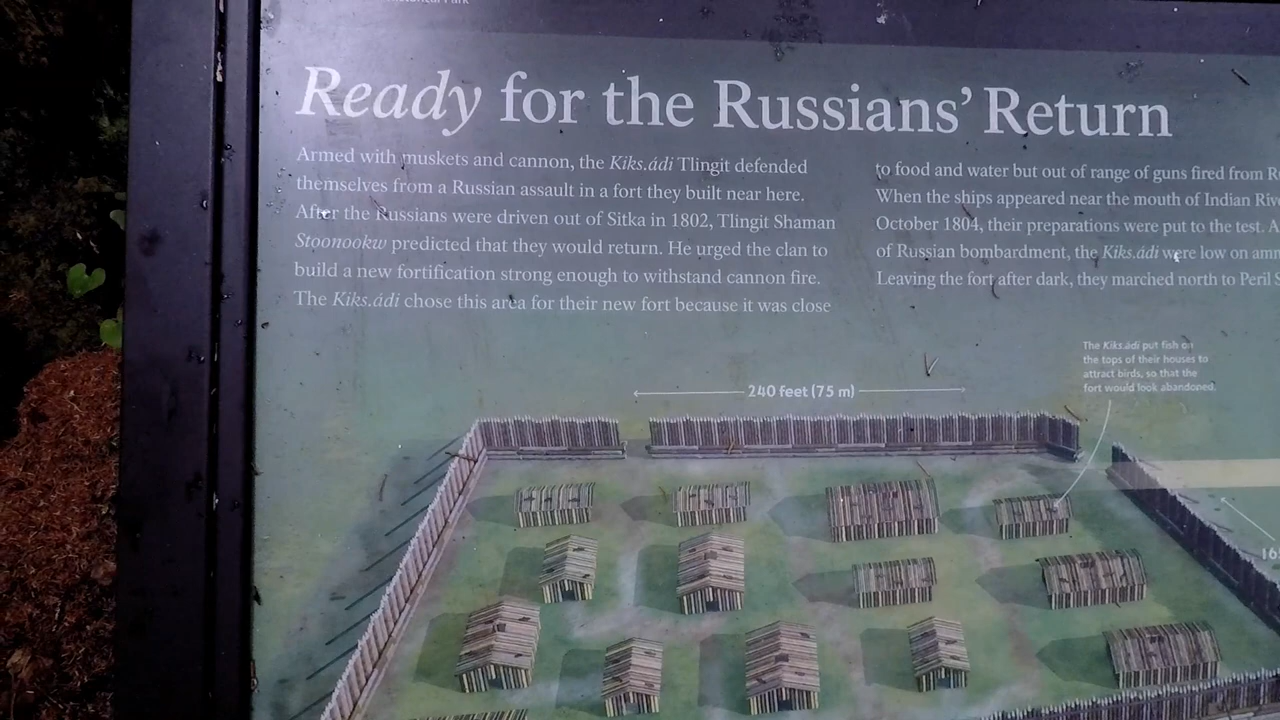 Park
Ready for the Russians' Return
Armed with muskets and cannon, the Kiks.ádi Tlingit defended
themselves from a Russian assault in a fort they built near here.
After the Russians were driven out of Sitka in 1802, Tlingit Shaman
Stoonookw predicted that they would return. He urged the clan to
build a new fortification strong enough to withstand cannon fire.
The Kiks.ádi chose this area for their new fort because it was close
to food and water but out of range of guns fired from
When the ships appeared near the mouth of Indian
October 1804, their preparations were put to the test.
of Russian bombardment, the Kiks.ádi were low on
Leaving the fort after dark, they marched north to Peril
The Kiks.ádi put fish on
the tops of their houses to
attract birds, so that the
fort would look abandoned.
240 feet (75 m)